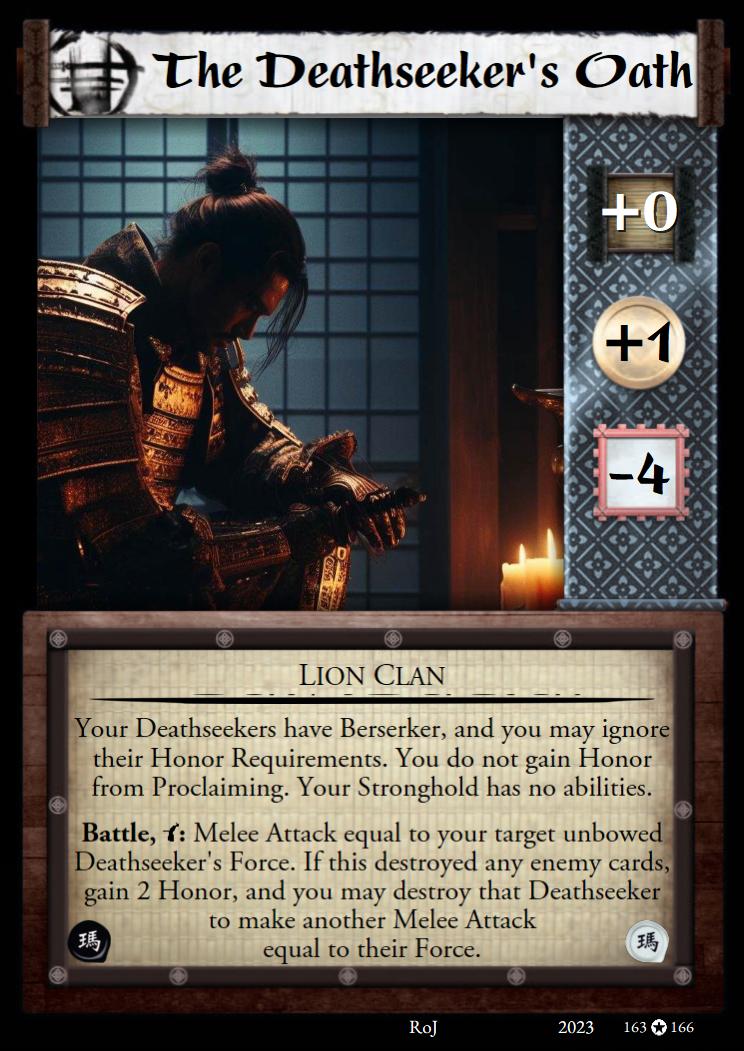 The Deathseeker's Oath
+0
+1
-4
Lion Clan
Your Deathseekers have Berserker, and you may ignore
their Honor Requirements. You do not gain Honor
from Proclaiming. Your Stronghold has no abilities.
Battle, : Melee Attack equal to your target unbowed
Deathseeker's Force. If this destroyed any enemy cards,
gain 2 Honor, and you may destroy that Deathseeker
to make another Melee Attack
equal to their Force.
瑪 瑪
RoJ 2023 163 166